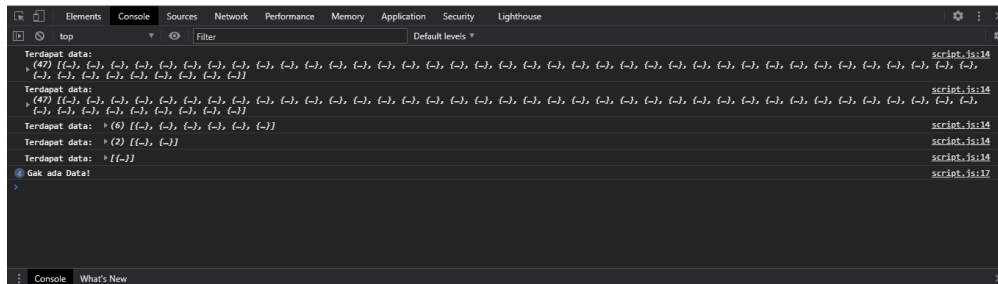 Elements Console Sources Network Performance Memory Application Security Lighthouse
top Filter Default levels
Terdapat data: script.js:14
(47) [{…}, {…}, {…}, {…}, {…}, {…}, {…}, {…}, {…}, {…}, {…}, {…}, {…}, {…}, {…}, {…}, {…}, {…}, {…}, {…}, {…}, {…}, {…}, {…}, {…}, {…}, {…}, {…}, {…}, {…}, {…}, {…}, {…}, {…}, {…}, {…}, {…}, {…},
{…}, {…}, {…}, {…}, {…}, {…}, {…}, {…}, {…}]
Terdapat data: script.js:14
(47) [{…}, {…}, {…}, {…}, {…}, {…}, {…}, {…}, {…}, {…}, {…}, {…}, {…}, {…}, {…}, {…}, {…}, {…}, {…}, {…}, {…}, {…}, {…}, {…}, {…}, {…}, {…}, {…}, {…}, {…}, {…}, {…}, {…}, {…}, {…}, {…}, {…}, {…},
{…}, {…}, {…}, {…}, {…}, {…}, {…}, {…}, {…}]
Terdapat data: (6) [{…}, {…}, {…}, {…}, {…}, {…}] script.js:14
Terdapat data: (2) [{…}, {…}] script.js:14
Terdapat data: [{…}] script.js:14
4 Gak ada Data! script.js:17
>
Console What's New